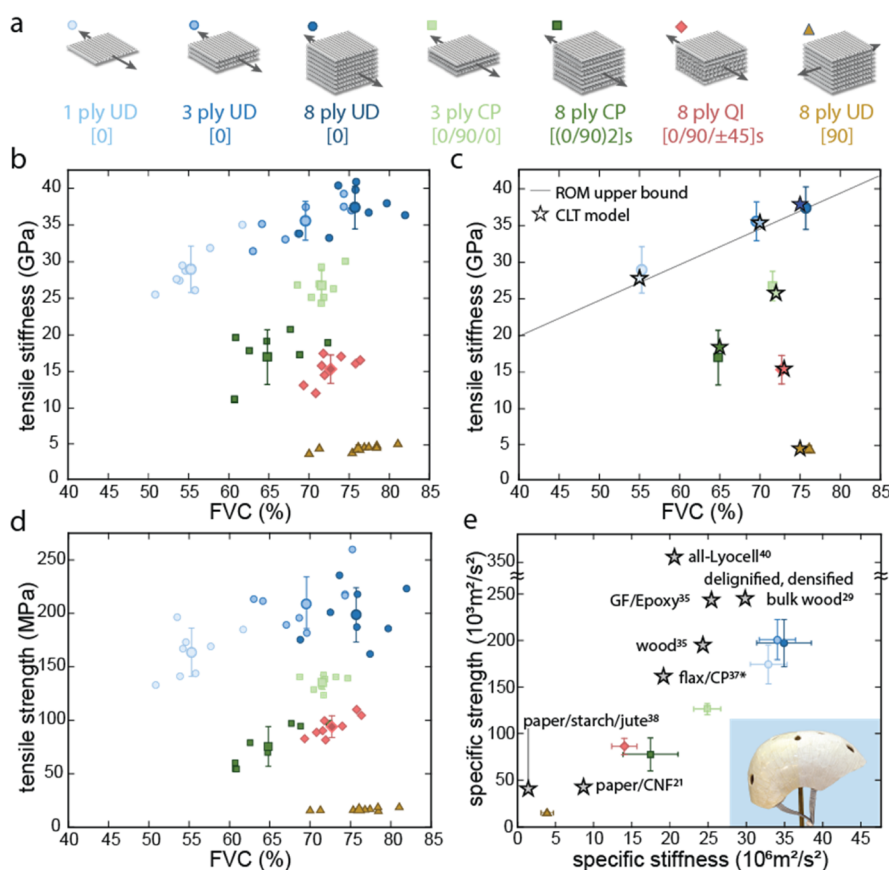 a
1 ply UD
[0]
3 ply UD
[0]
8 ply UD
[0]
3 ply CP
[0/90/0]
8 ply CP
[(0/90)2]s
8 ply QI
[0/90/±45]s
8 ply UD
[90]
b
tensile stiffness (GPa)
40
35
30
25
20
15
10
5
0
40 45 50 55 60 65 70 75 80 85
FVC (%)
c
ROM upper bound
CLT model
tensile stiffness (GPa)
40
35
30
25
20
15
10
5
0
40 45 50 55 60 65 70 75 80 85
FVC (%)
d
tensile strength (MPa)
250
200
150
100
50
0
40 45 50 55 60 65 70 75 80 85
FVC (%)
e
specific strength (10³m²/s²)
350
≈
≈
250
200
150
100
50
0
all-Lyocell⁴⁰
delignified, densified
bulk wood²⁹
GF/Epoxy³⁵
wood³⁵
flax/CP³⁷*
paper/starch/jute³⁸
paper/CNF²¹
0 5 10 15 20 25 30 35 40 45
specific stiffness (10⁶m²/s²)